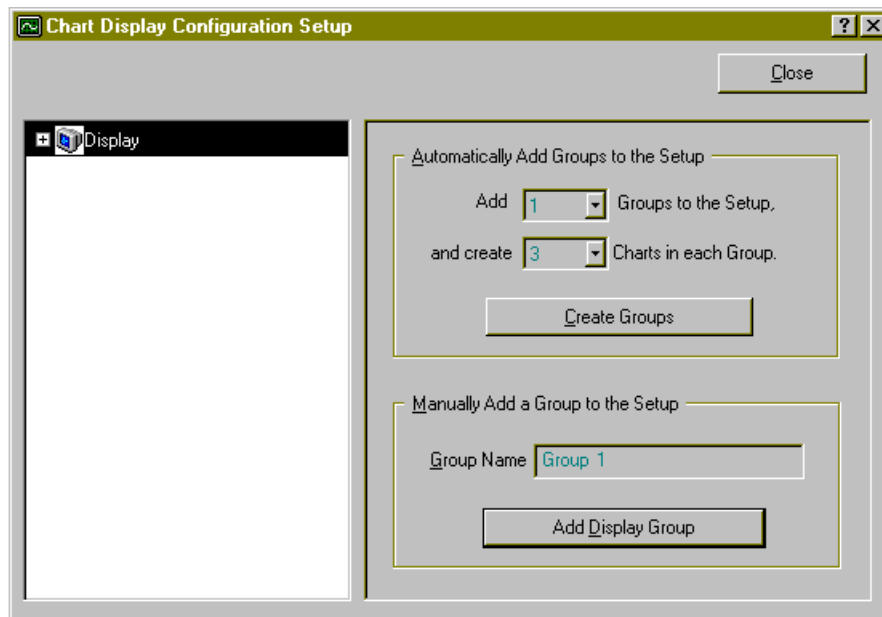 Chart Display Configuration Setup
Close
Display
Automatically Add Groups to the Setup
Add 1 Groups to the Setup,
and create 3 Charts in each Group.
Create Groups
Manually Add a Group to the Setup
Group Name Group 1
Add Display Group